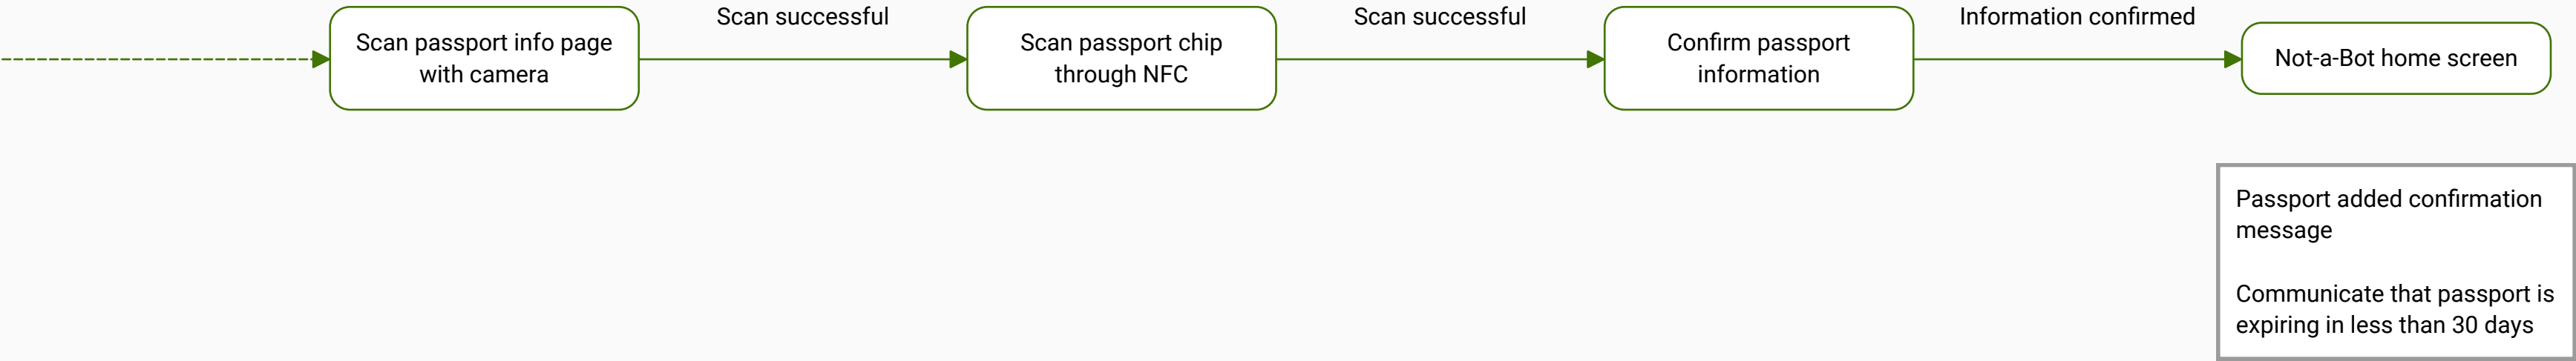 Scan passport info page
with camera
Scan successful
Scan passport chip
through NFC
Scan successful
Confirm passport
information
Information confirmed
Not-a-Bot home screen
Passport added confirmation
message
Communicate that passport is
expiring in less than 30 days